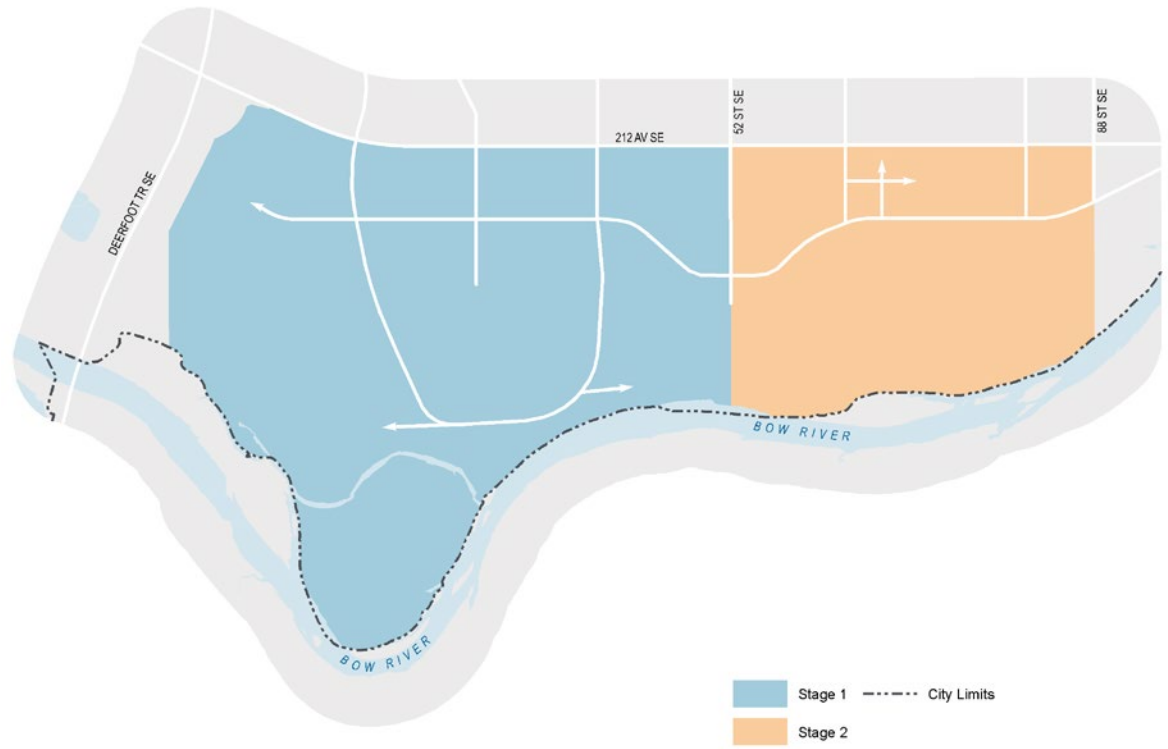 52 ST SE
88 ST SE
212 AV SE
DEERFOOT TR SE
BOW RIVER
BOW RIVER
Stage 1
City Limits
Stage 2